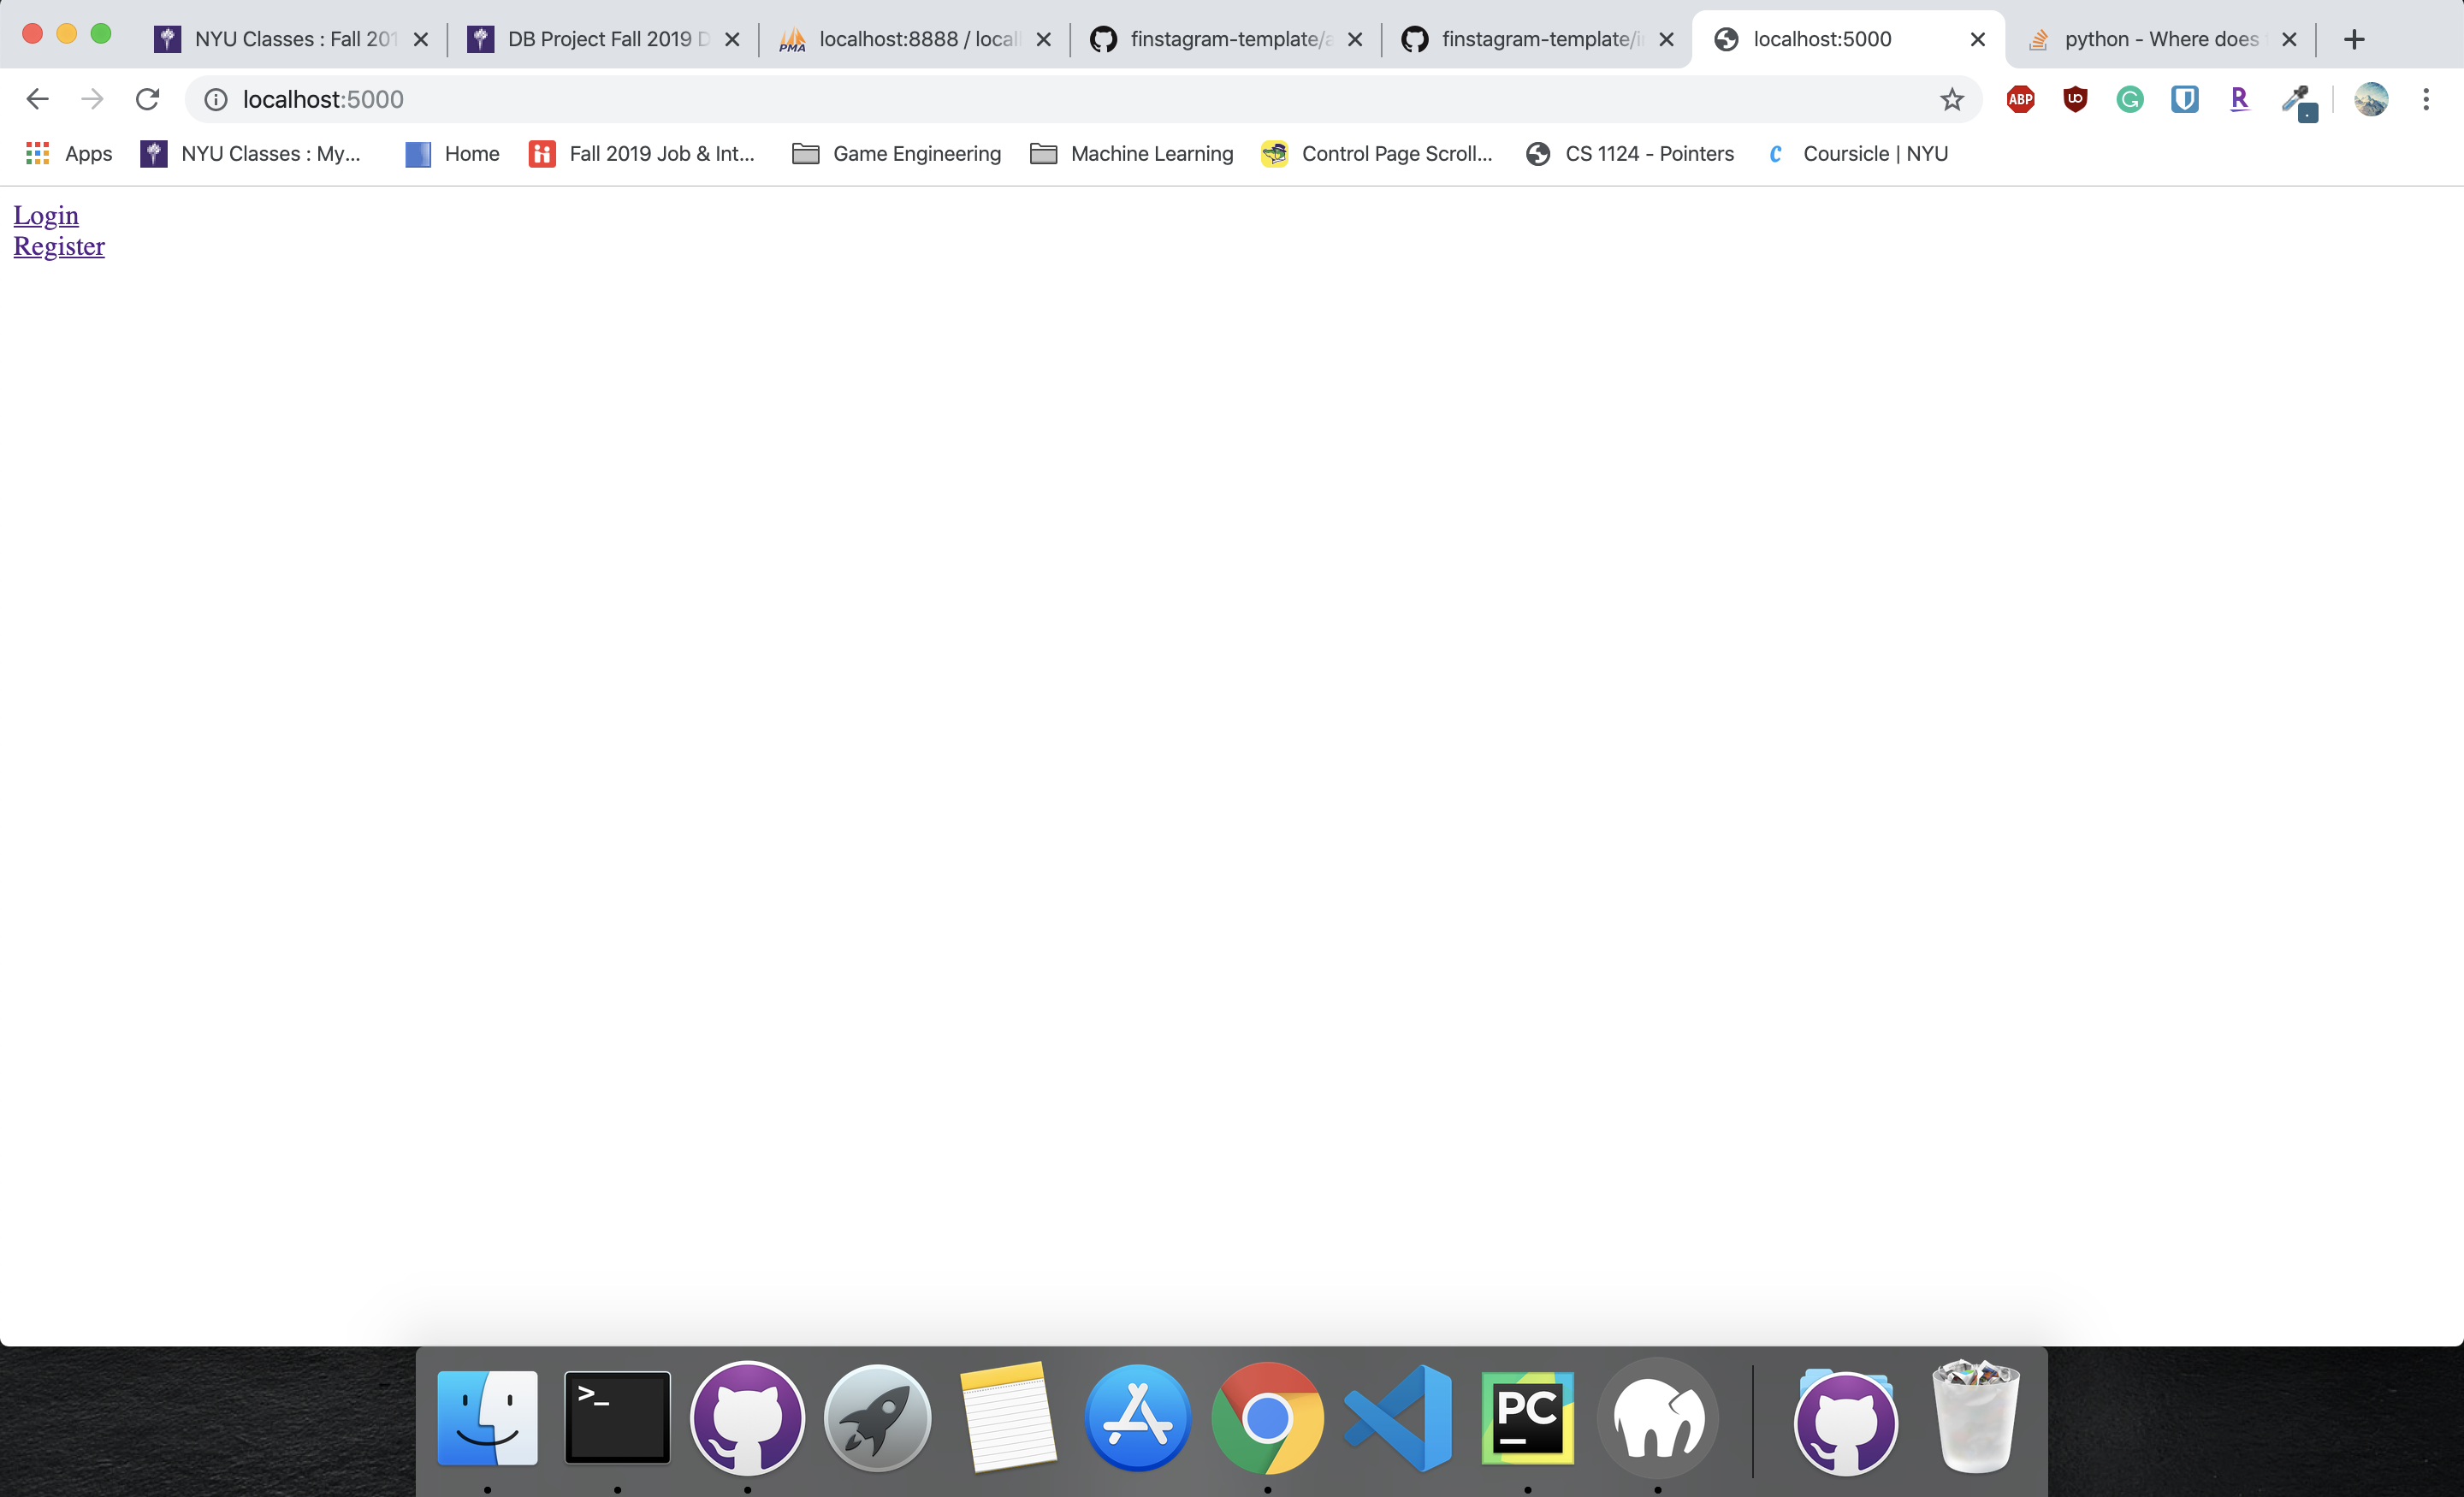 NYU Classes : Fall 201
DB Project Fall 2019 D
PMA
localhost:8888 / local
finstagram-template/a
finstagram-template/i
localhost:5000
python - Where does
localhost:5000
ABP
UO
G
R
Apps
NYU Classes : My...
Home
Fall 2019 Job & Int...
Game Engineering
Machine Learning
Control Page Scroll...
CS 1124 - Pointers
Coursicle | NYU
Login
Register
>_
PC